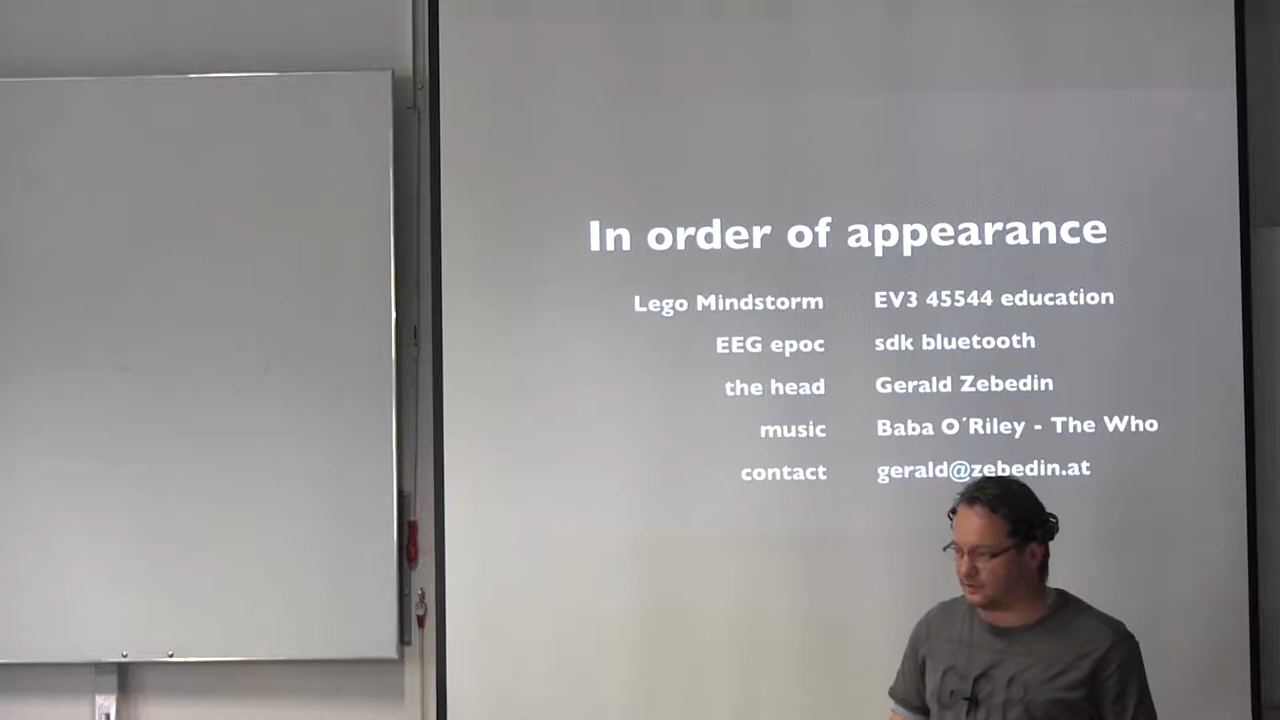 In order of appearance
Lego Mindstorm EV3 45544 education
EEG epoc sdk bluetooth
the head Gerald Zebedin
music Baba O´Riley - The Who
contact gerald@zebedin.at